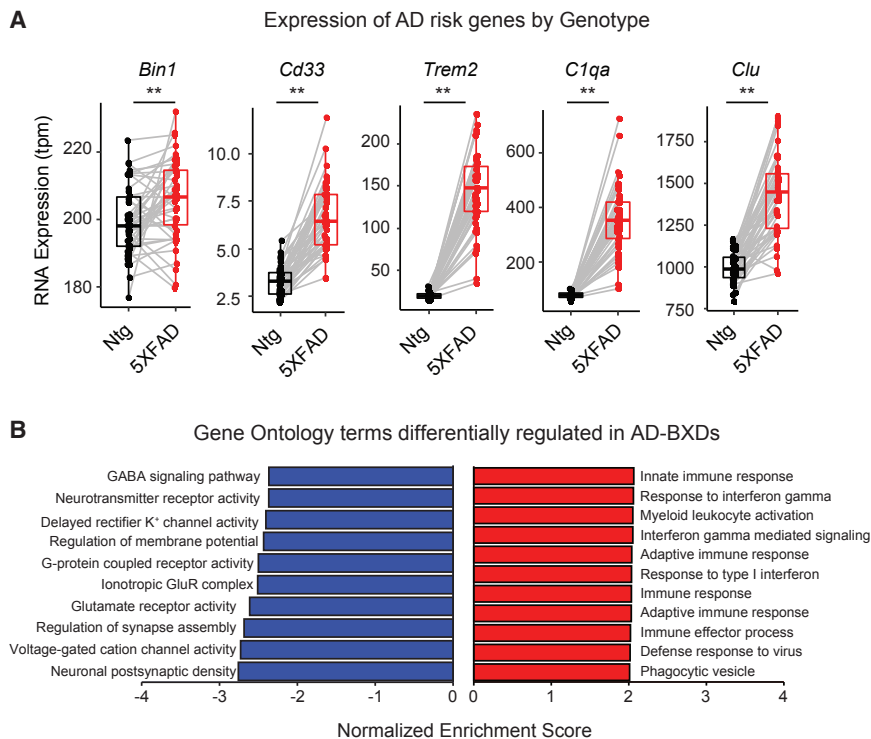 A
Expression of AD risk genes by Genotype
Bin1 Cd33 Trem2 C1qa Clu
** ** ** ** **
RNA Expression (tpm)
220
200
180
10.0
7.5
5.0
2.5
200
150
100
50
600
400
200
1750
1500
1250
1000
750
Ntg 5XFAD Ntg 5XFAD Ntg 5XFAD Ntg 5XFAD Ntg 5XFAD
B
Gene Ontology terms differentially regulated in AD-BXDs
GABA signaling pathway
Neurotransmitter receptor activity
Delayed rectifier K⁺ channel activity
Regulation of membrane potential
G-protein coupled receptor activity
Ionotropic GluR complex
Glutamate receptor activity
Regulation of synapse assembly
Voltage-gated cation channel activity
Neuronal postsynaptic density
Innate immune response
Response to interferon gamma
Myeloid leukocyte activation
Interferon gamma mediated signaling
Adaptive immune response
Response to type I interferon
Immune response
Adaptive immune response
Immune effector process
Defense response to virus
Phagocytic vesicle
-4 -3 -2 -1 0 0 1 2 3 4
Normalized Enrichment Score